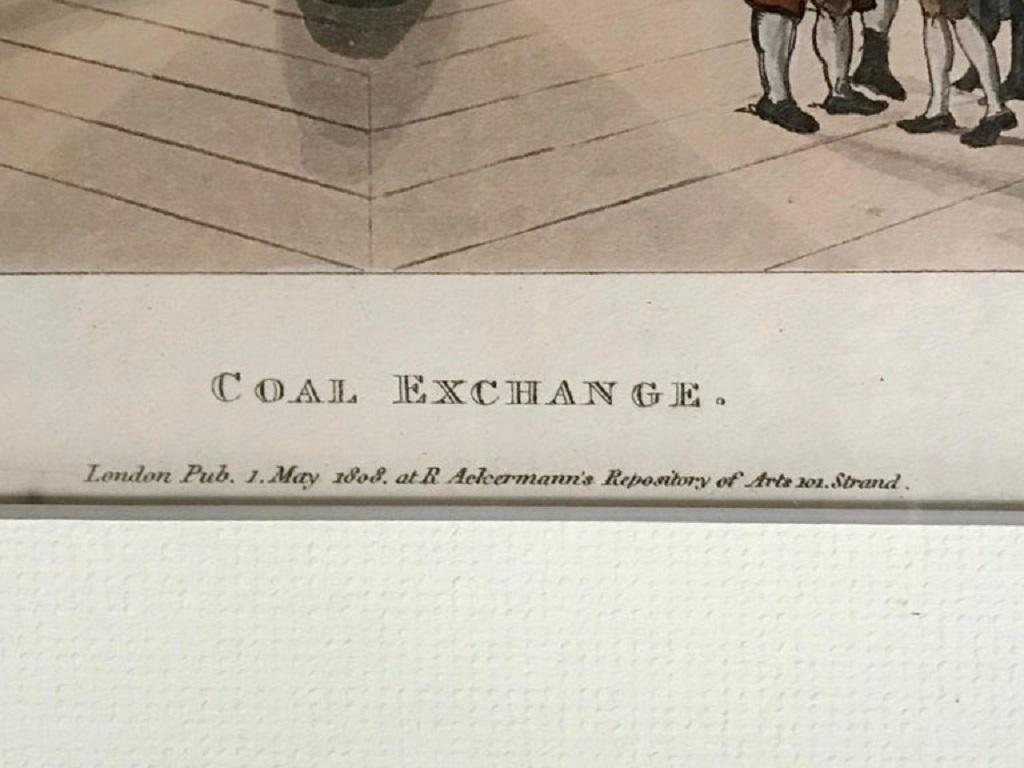 COAL EXCHANGE.
London Pub. 1. May 1808. at R Ackermann's Repository of Arts 101. Strand.